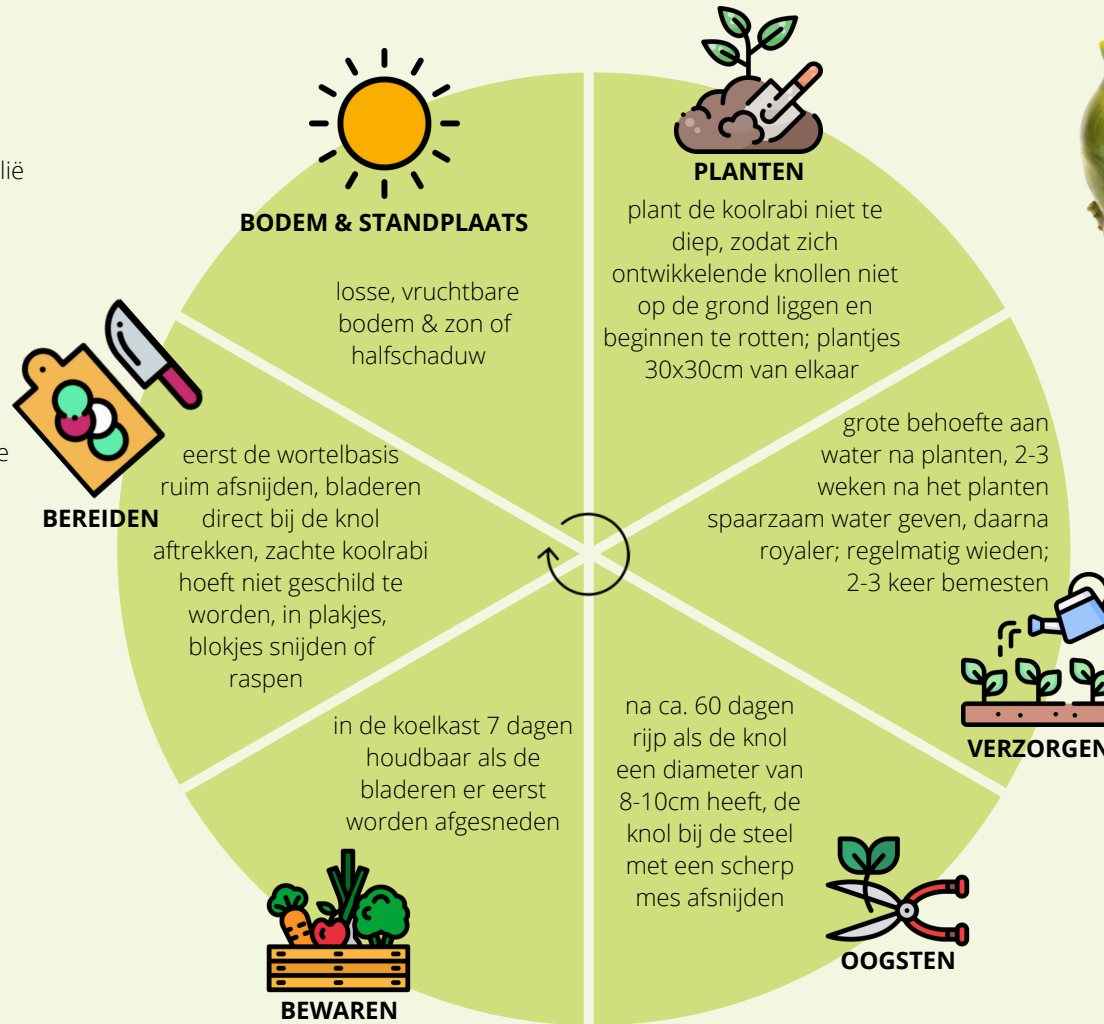 lië
e
BODEM & STANDPLAATS
losse, vruchtbare
bodem & zon of
halfschaduw
PLANTEN
plant de koolrabi niet te
diep, zodat zich
ontwikkelende knollen niet
op de grond liggen en
beginnen te rotten; plantjes
30x30cm van elkaar
grote behoefte aan
water na planten, 2-3
weken na het planten
spaarzaam water geven, daarna
royaler; regelmatig wieden;
2-3 keer bemesten
VERZORGEN
na ca. 60 dagen
rijp als de knol
een diameter van
8-10cm heeft, de
knol bij de steel
met een scherp
mes afsnijden
OOGSTEN
in de koelkast 7 dagen
houdbaar als de
bladeren er eerst
worden afgesneden
BEWAREN
eerst de wortelbasis
ruim afsnijden, bladeren
direct bij de knol
aftrekken, zachte koolrabi
hoeft niet geschild te
worden, in plakjes,
blokjes snijden of
raspen
BEREIDEN